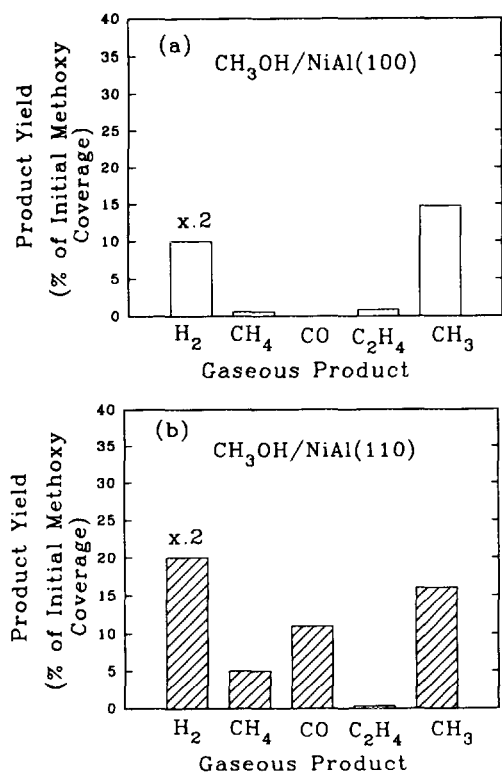 (a)
CH₃OH/NiAl(100)
Product Yield
(% of Initial Methoxy
Coverage)
40
35
30
25
20
15
10
5
0
x.2
H₂ CH₄ CO C₂H₄ CH₃
Gaseous Product
(b)
CH₃OH/NiAl(110)
Product Yield
(% of Initial Methoxy
Coverage)
40
35
30
25
20
15
10
5
0
x.2
H₂ CH₄ CO C₂H₄ CH₃
Gaseous Product